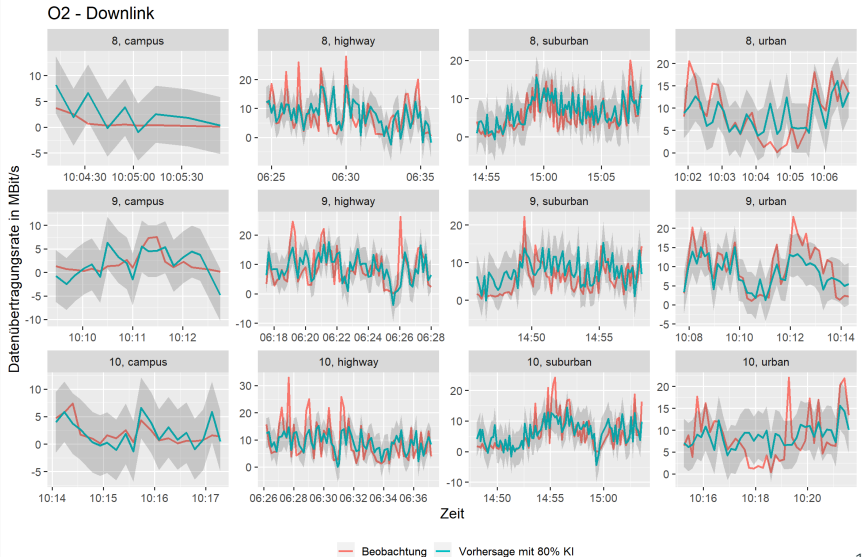 O2 - Downlink
8, campus
8, highway
8, suburban
8, urban
10
5
0
-5
20
10
0
20
10
0
20
15
10
5
0
10:04:30 10:05:00 10:05:30
06:25 06:30 06:35
14:55 15:00 15:05
10:02 10:03 10:04 10:05 10:06
9, campus
9, highway
9, suburban
9, urban
10
5
0
-5
-10
20
10
0
-10
20
10
0
20
15
10
5
0
-5
10:10 10:11 10:12
06:18 06:20 06:22 06:24 06:26 06:28
14:50 14:55
10:08 10:10 10:12 10:14
10, campus
10, highway
10, suburban
10, urban
10
5
0
-5
30
20
10
0
20
10
0
-10
20
15
10
5
0
10:14 10:15 10:16 10:17
06:26 06:28 06:30 06:32 06:34 06:36
14:50 14:55 15:00
10:16 10:18 10:20
Datenübertragungsrate in MBit/s
Zeit
Beobachtung Vorhersage mit 80% KI